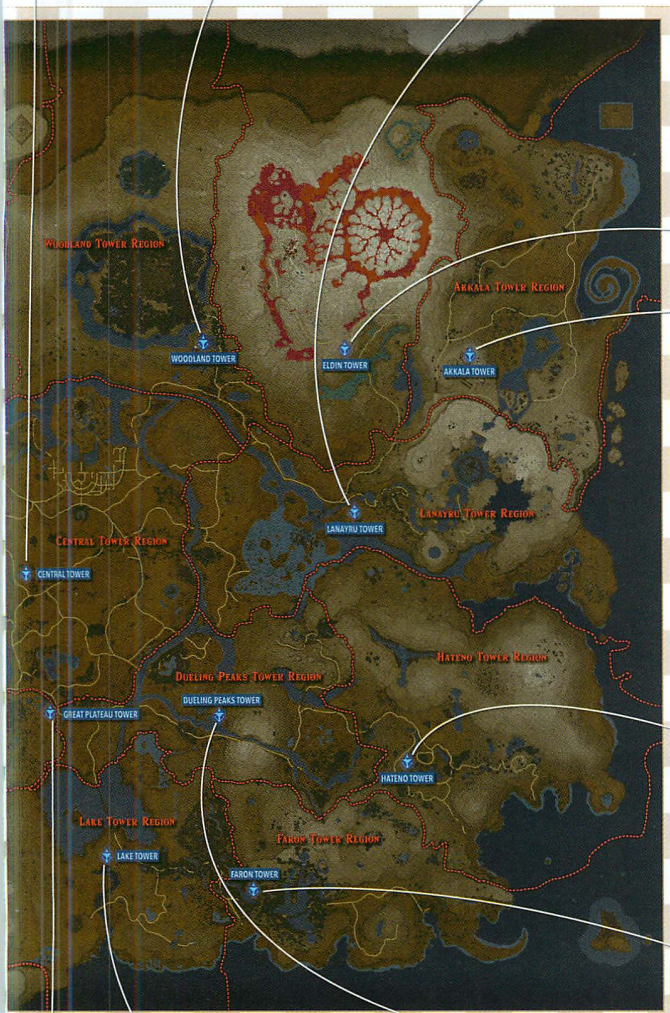 Woodland Tower Region
Akkala Tower Region
WOODLAND TOWER
ELDIN TOWER
AKKALA TOWER
Lanayru Tower Region
LANAYRU TOWER
Central Tower Region
CENTRAL TOWER
Hateno Tower Region
Dueling Peaks Tower Region
DUELING PEAKS TOWER
GREAT PLATEAU TOWER
HATENO TOWER
Lake Tower Region
Faron Tower Region
LAKE TOWER
FARON TOWER